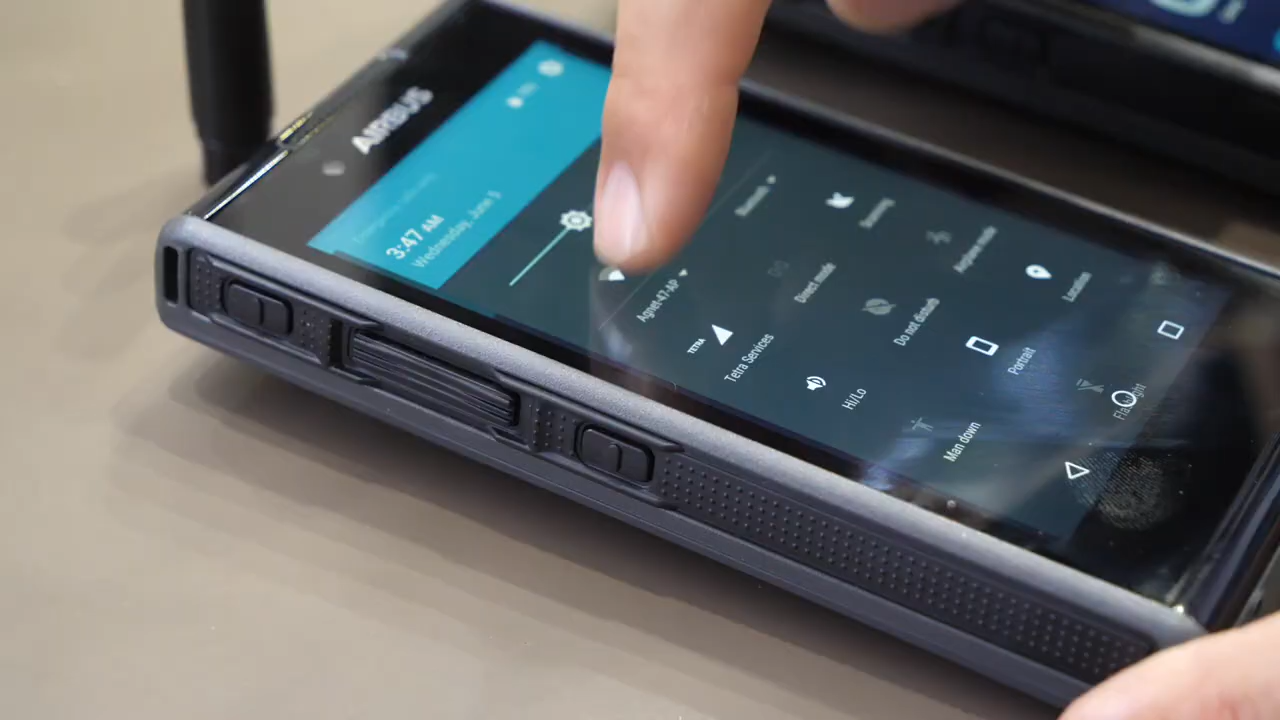 AIRBUS
3:47 AM
Wednesday, June 5
Agnet-47-AP
Bluetooth
TETRA
Tetra Services
Direct mode
Scanning
Hi/Lo
Do not disturb
Airplane mode
Man down
Portrait
Location
Flashlight